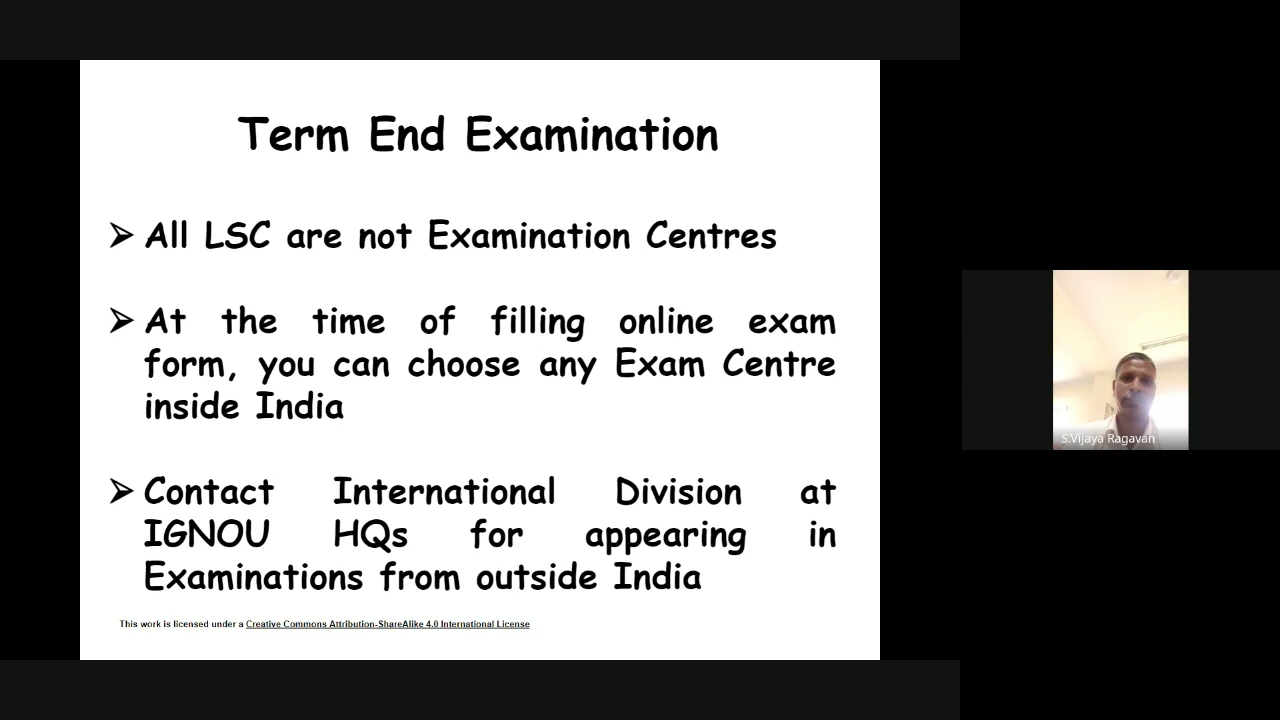 Term End Examination
➢ All LSC are not Examination Centres
➢ At the time of filling online exam
form, you can choose any Exam Centre
inside India
➢ Contact International Division at
IGNOU HQs for appearing in
Examinations from outside India
This work is licensed under a Creative Commons Attribution-ShareAlike 4.0 International License
S.Vijaya Ragavan